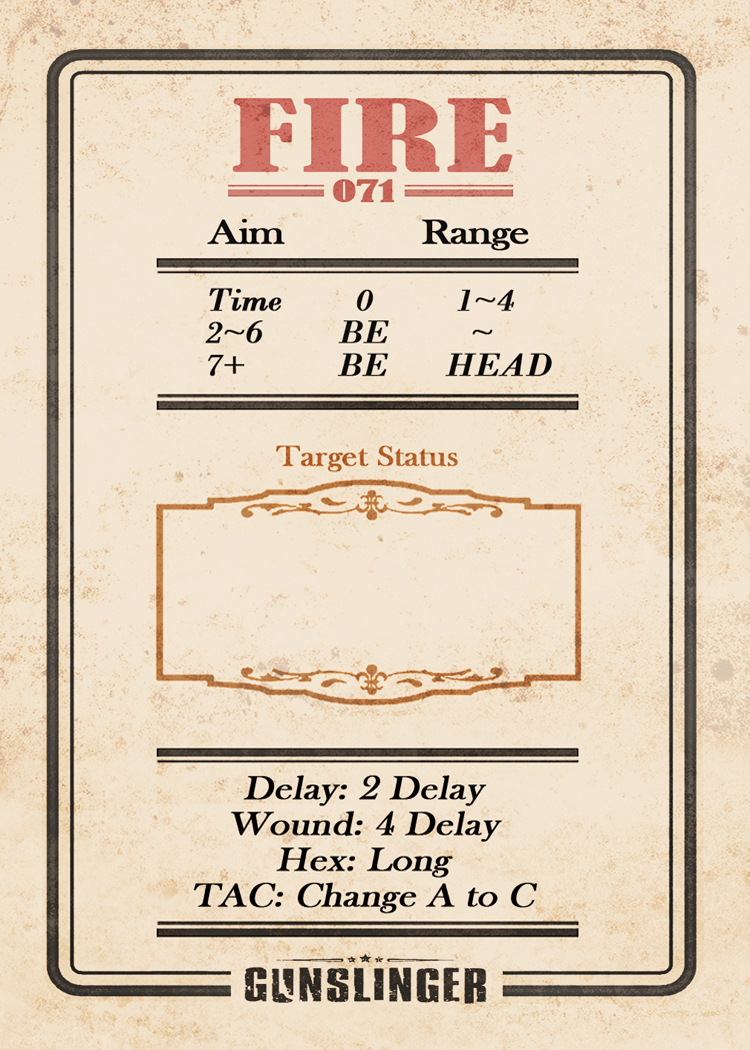 FIRE
071
Aim Range
Time 0 1~4
2~6 BE ~
7+ BE HEAD
Target Status
Delay: 2 Delay
Wound: 4 Delay
Hex: Long
TAC: Change A to C
GUNSLINGER